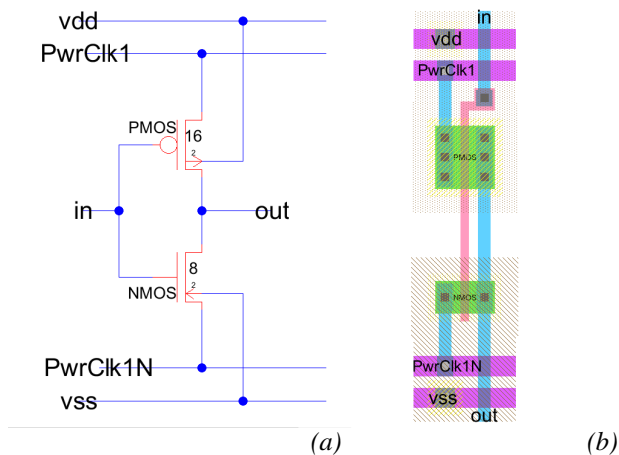 vdd
PwrClk1
PMOS
16
2
in
out
8
2
NMOS
PwrClk1N
vss
(a)
in
vdd
PwrClk1
PMOS
NMOS
PwrClk1N
vss
out
(b)